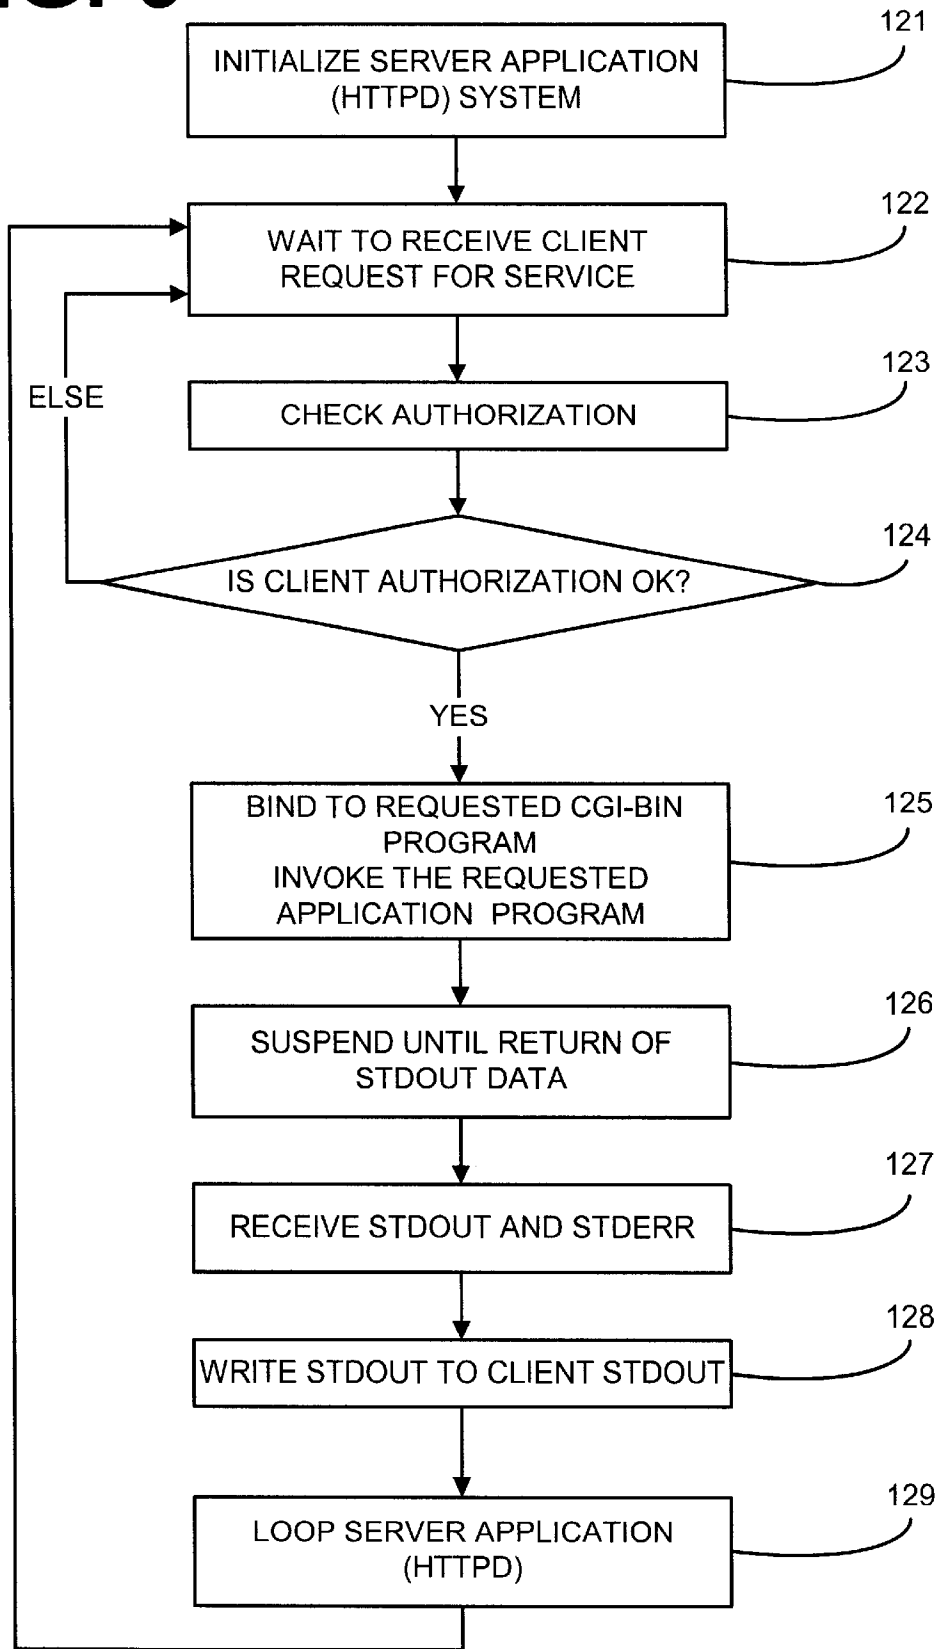 121
INITIALIZE SERVER APPLICATION
(HTTPD) SYSTEM
122
WAIT TO RECEIVE CLIENT
REQUEST FOR SERVICE
123
ELSE
CHECK AUTHORIZATION
124
IS CLIENT AUTHORIZATION OK?
YES
125
BIND TO REQUESTED CGI-BIN
PROGRAM
INVOKE THE REQUESTED
APPLICATION PROGRAM
126
SUSPEND UNTIL RETURN OF
STDOUT DATA
127
RECEIVE STDOUT AND STDERR
128
WRITE STDOUT TO CLIENT STDOUT
129
LOOP SERVER APPLICATION
(HTTPD)